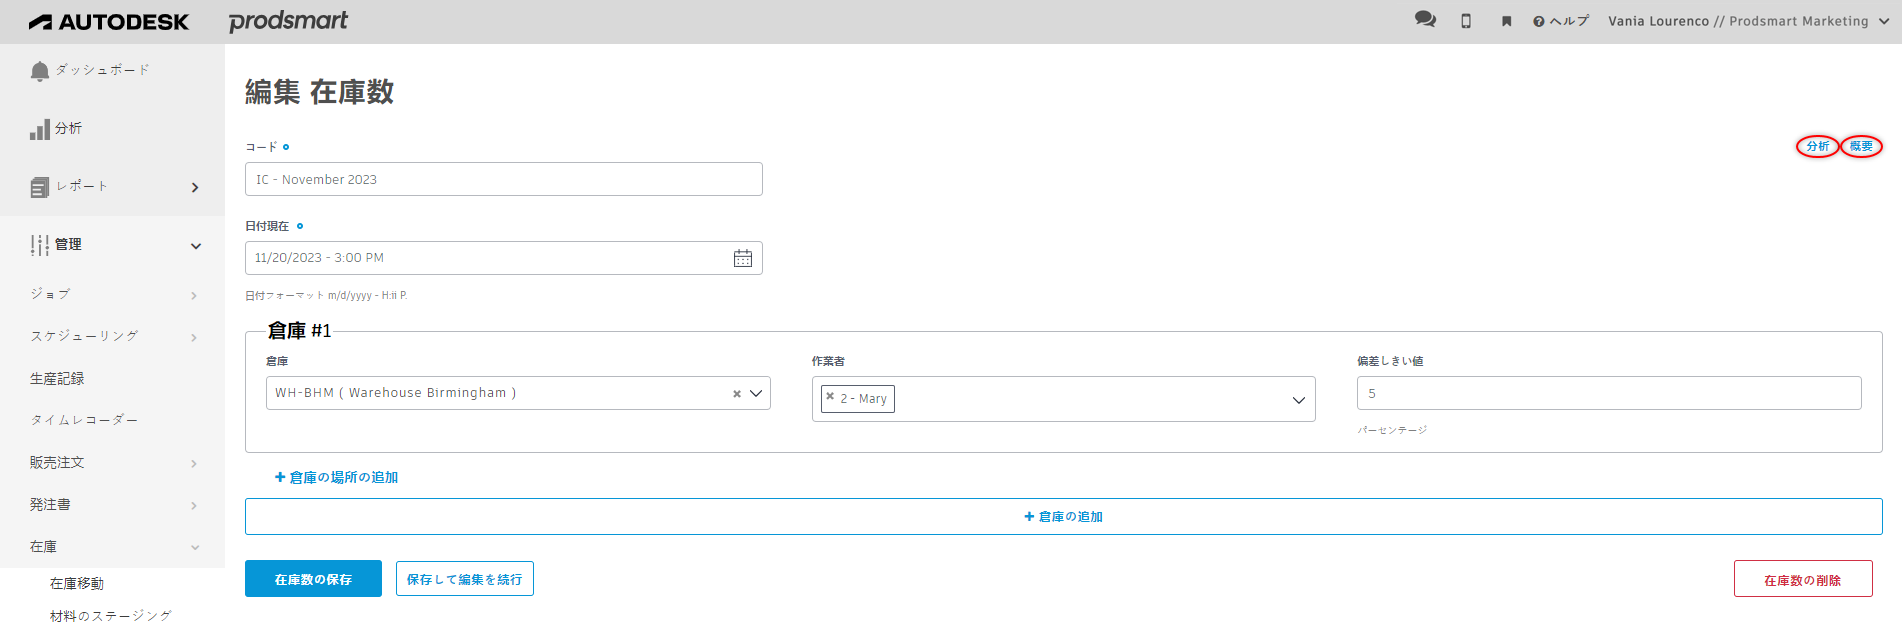 AUTODESK prodsmart
ヘルプ Vania Lourenco // Prodsmart Marketing
ダッシュボード
分析
レポート
管理
ジョブ
スケジューリング
生産記録
タイムレコーダー
販売注文
発注書
在庫
在庫移動
材料のステージング
編集 在庫数
コード
分析 概要
IC - November 2023
日付現在
11/20/2023 - 3:00 PM
日付フォーマット m/d/yyyy - H:ii P.
倉庫 #1
倉庫 作業者 偏差しきい値
WH-BHM ( Warehouse Birmingham ) × × 2 - Mary 5
パーセンテージ
+ 倉庫の場所の追加
+ 倉庫の追加
在庫数の保存 保存して編集を続行 在庫数の削除